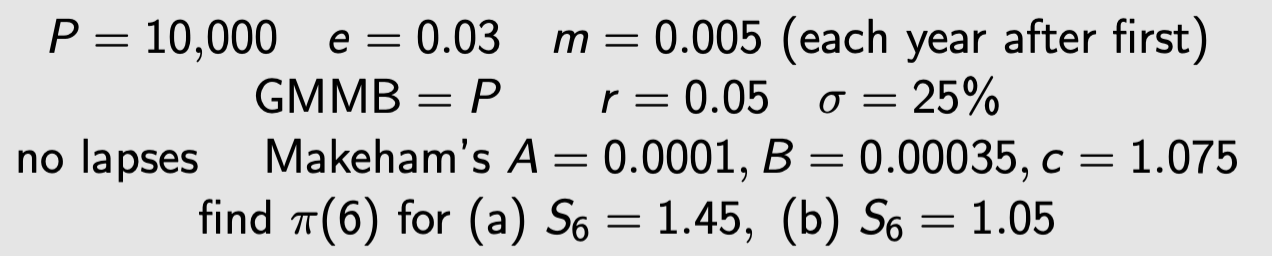 P = 10,000 e = 0.03 m = 0.005 (each year after first)
GMMB = P r = 0.05 σ = 25%
no lapses Makeham's A = 0.0001, B = 0.00035, c = 1.075
find π(6) for (a) S₆ = 1.45, (b) S₆ = 1.05